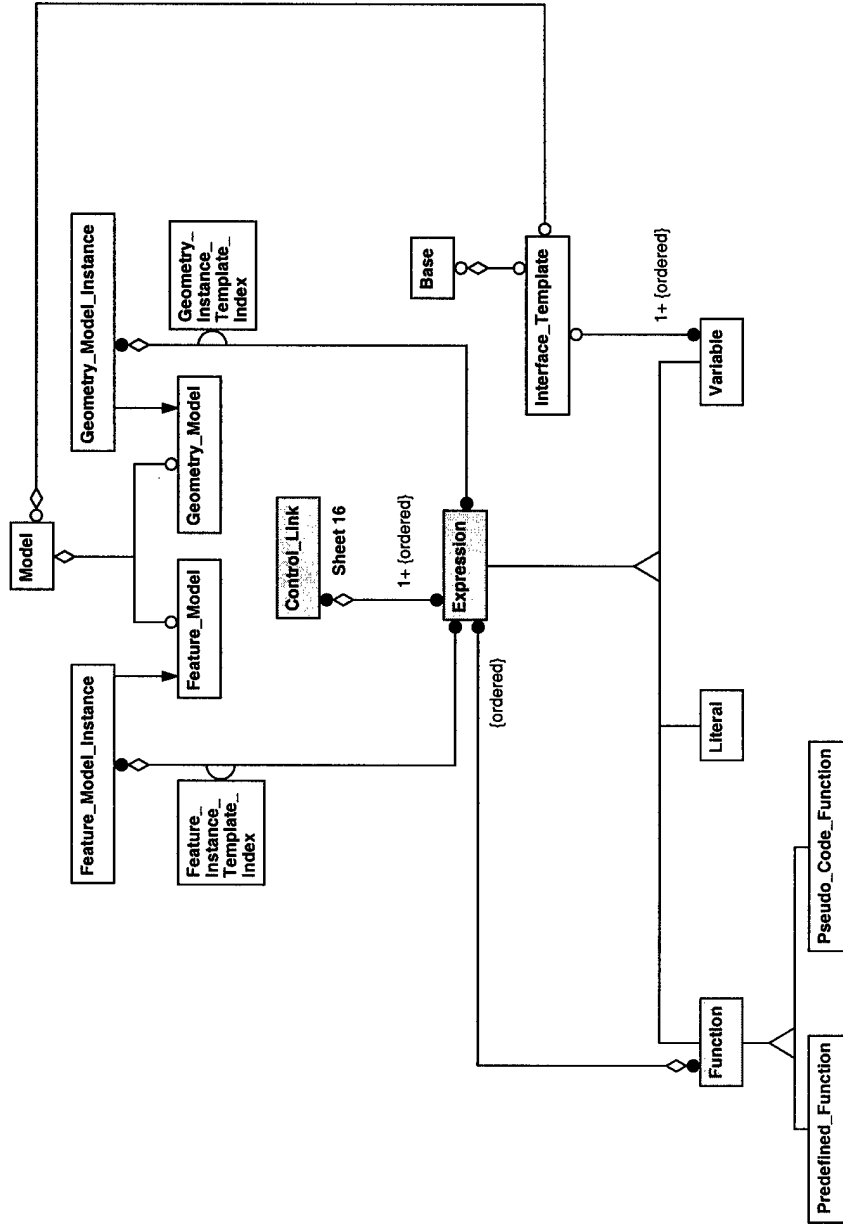 Model
Feature_Model_Instance
Geometry_Model_Instance
Feature_Model
Geometry_Model
Feature_
Instance_
Template_
Index
Geometry_
Instance_
Template_
Index
Control_Link
Sheet 16
1+ {ordered}
Base
{ordered}
Expression
Interface_Template
1+ {ordered}
Function
Literal
Variable
Predefined_Function
Pseudo_Code_Function